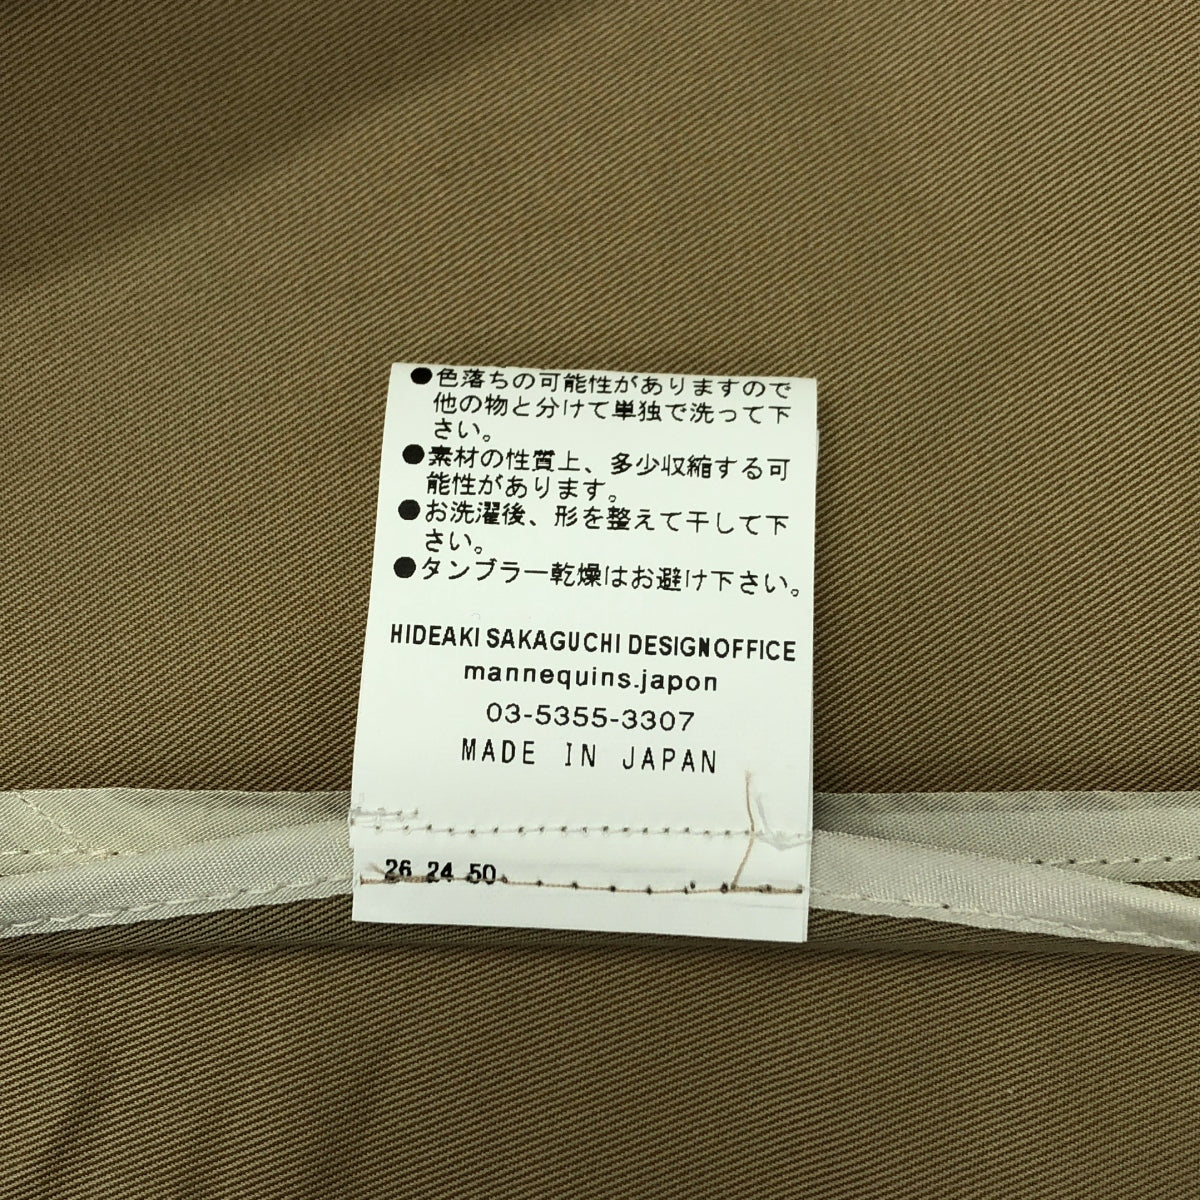 ●色落ちの可能性がありますので
他の物と分けて単独で洗って下
さい。
●素材の性質上、多少収縮する可
能性があります。
●お洗濯後、形を整えて干して下
さい。
●タンブラー乾燥はお避け下さい。
HIDEAKI SAKAGUCHI DESIGN OFFICE
mannequins.japon
03-5355-3307
MADE IN JAPAN
26 24 50